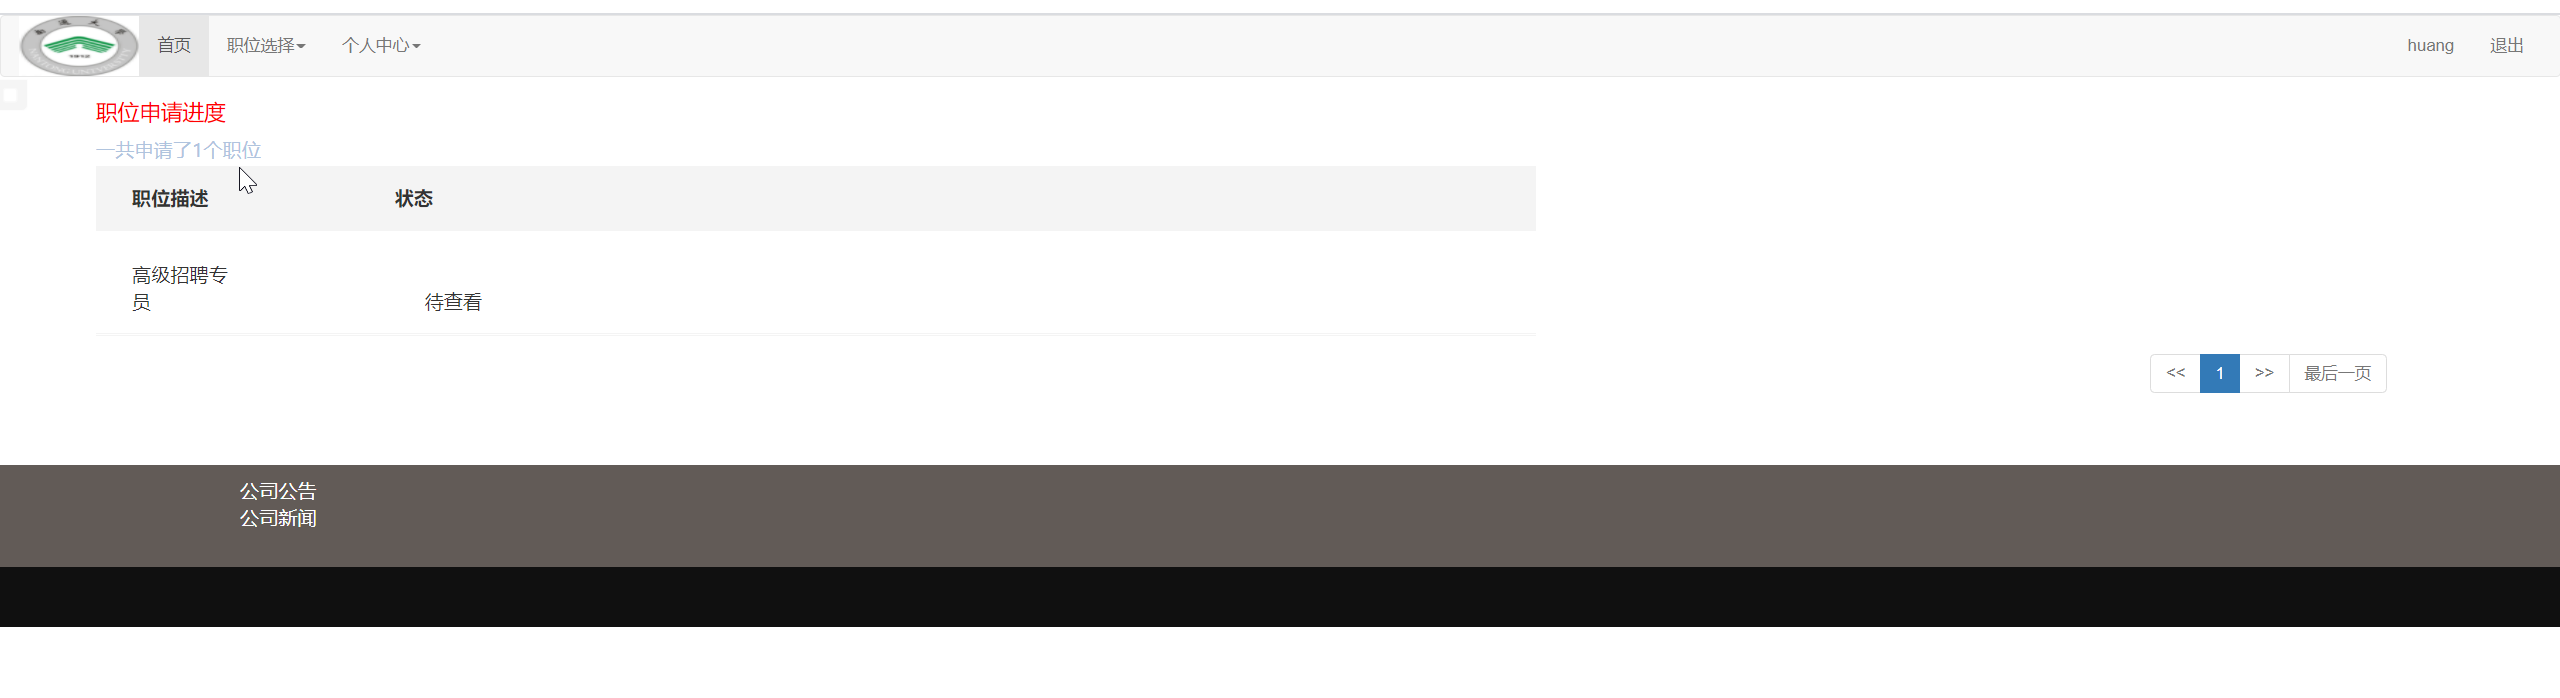 首页 职位选择 个人中心 huang 退出
职位申请进度
一共申请了1个职位
职位描述 状态
高级招聘专
员 待查看
<< 1 >> 最后一页
公司公告
公司新闻